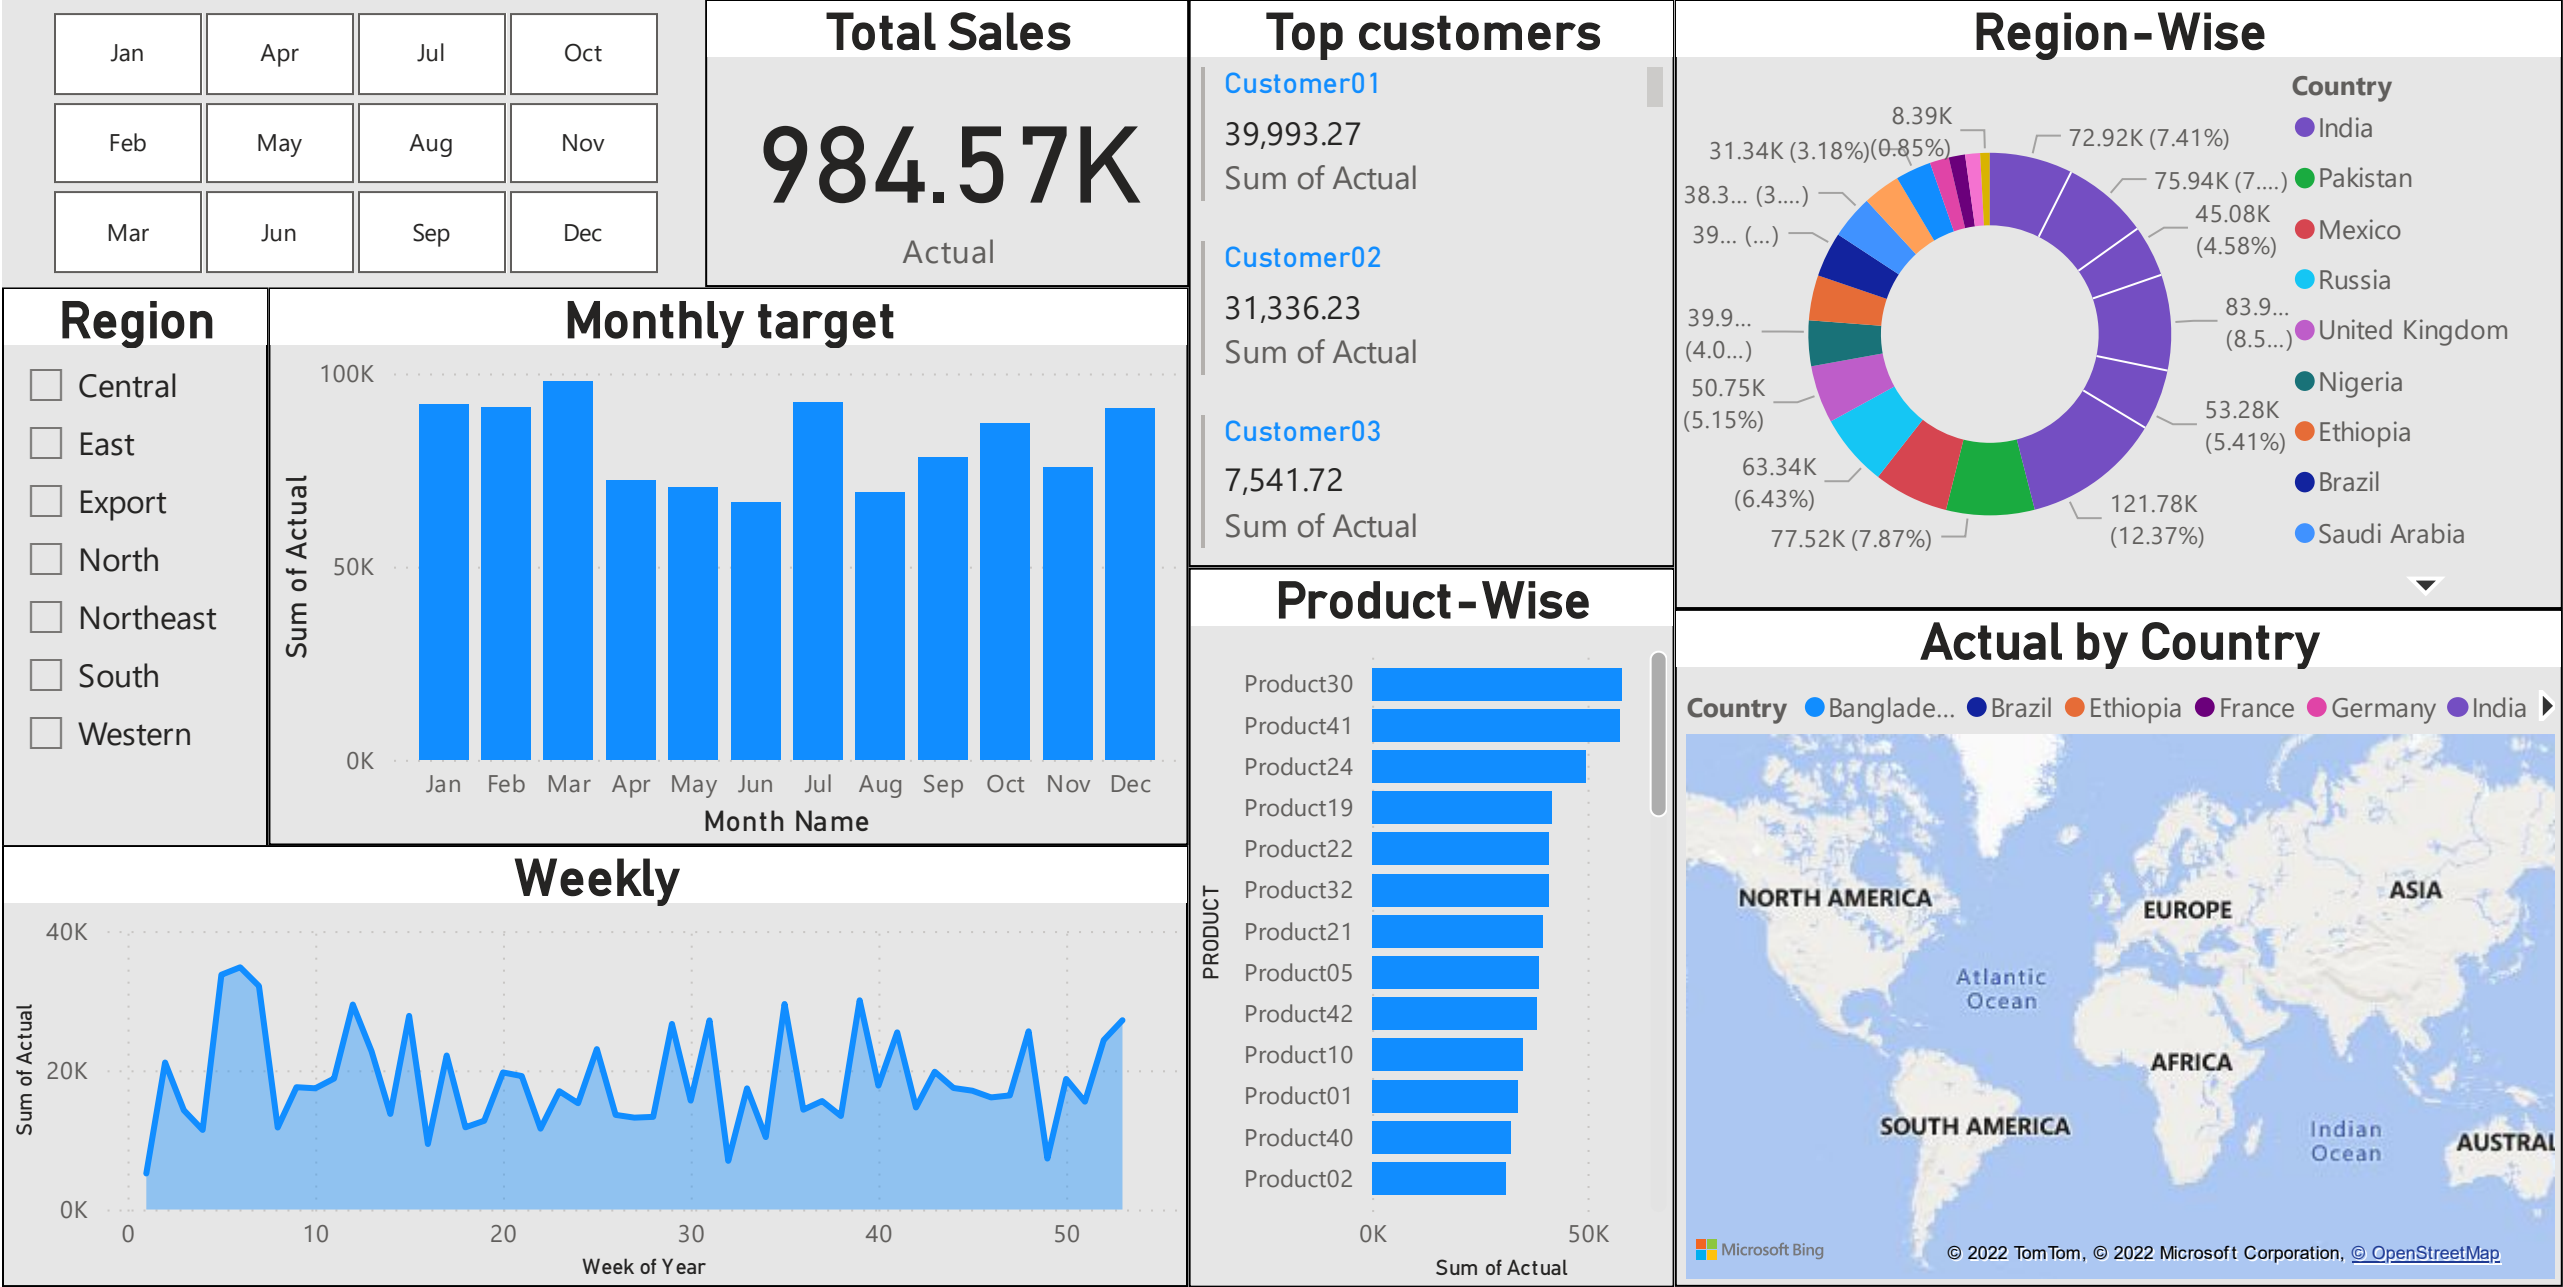 Jan
Apr
Jul
Oct
Feb
May
Aug
Nov
Mar
Jun
Sep
Dec
Total Sales
984.57K
Actual
Top customers
Customer01
39,993.27
Sum of Actual
Customer02
31,336.23
Sum of Actual
Customer03
7,541.72
Sum of Actual
Region-Wise
8.39K
(0.85%)
72.92K (7.41%)
31.34K (3.18%)
75.94K (7....)
38.3... (3....)
45.08K
(4.58%)
39... (...)
83.9...
(8.5...)
39.9...
(4.0...)
50.75K
(5.15%)
53.28K
(5.41%)
63.34K
(6.43%)
121.78K
(12.37%)
77.52K (7.87%)
Country
India
Pakistan
Mexico
Russia
United Kingdom
Nigeria
Ethiopia
Brazil
Saudi Arabia
Region
Central
East
Export
North
Northeast
South
Western
Monthly target
Sum of Actual
100K
50K
0K
Jan Feb Mar Apr May Jun Jul Aug Sep Oct Nov Dec
Month Name
Weekly
Sum of Actual
40K
20K
0K
0 10 20 30 40 50
Week of Year
Product-Wise
PRODUCT
Product30
Product41
Product24
Product19
Product22
Product32
Product21
Product05
Product42
Product10
Product01
Product40
Product02
0K 50K
Sum of Actual
Actual by Country
Country Banglade... Brazil Ethiopia France Germany India
NORTH AMERICA
EUROPE
ASIA
Atlantic
Ocean
AFRICA
SOUTH AMERICA
Indian
Ocean
AUSTRAL
Microsoft Bing
© 2022 TomTom, © 2022 Microsoft Corporation, © OpenStreetMap